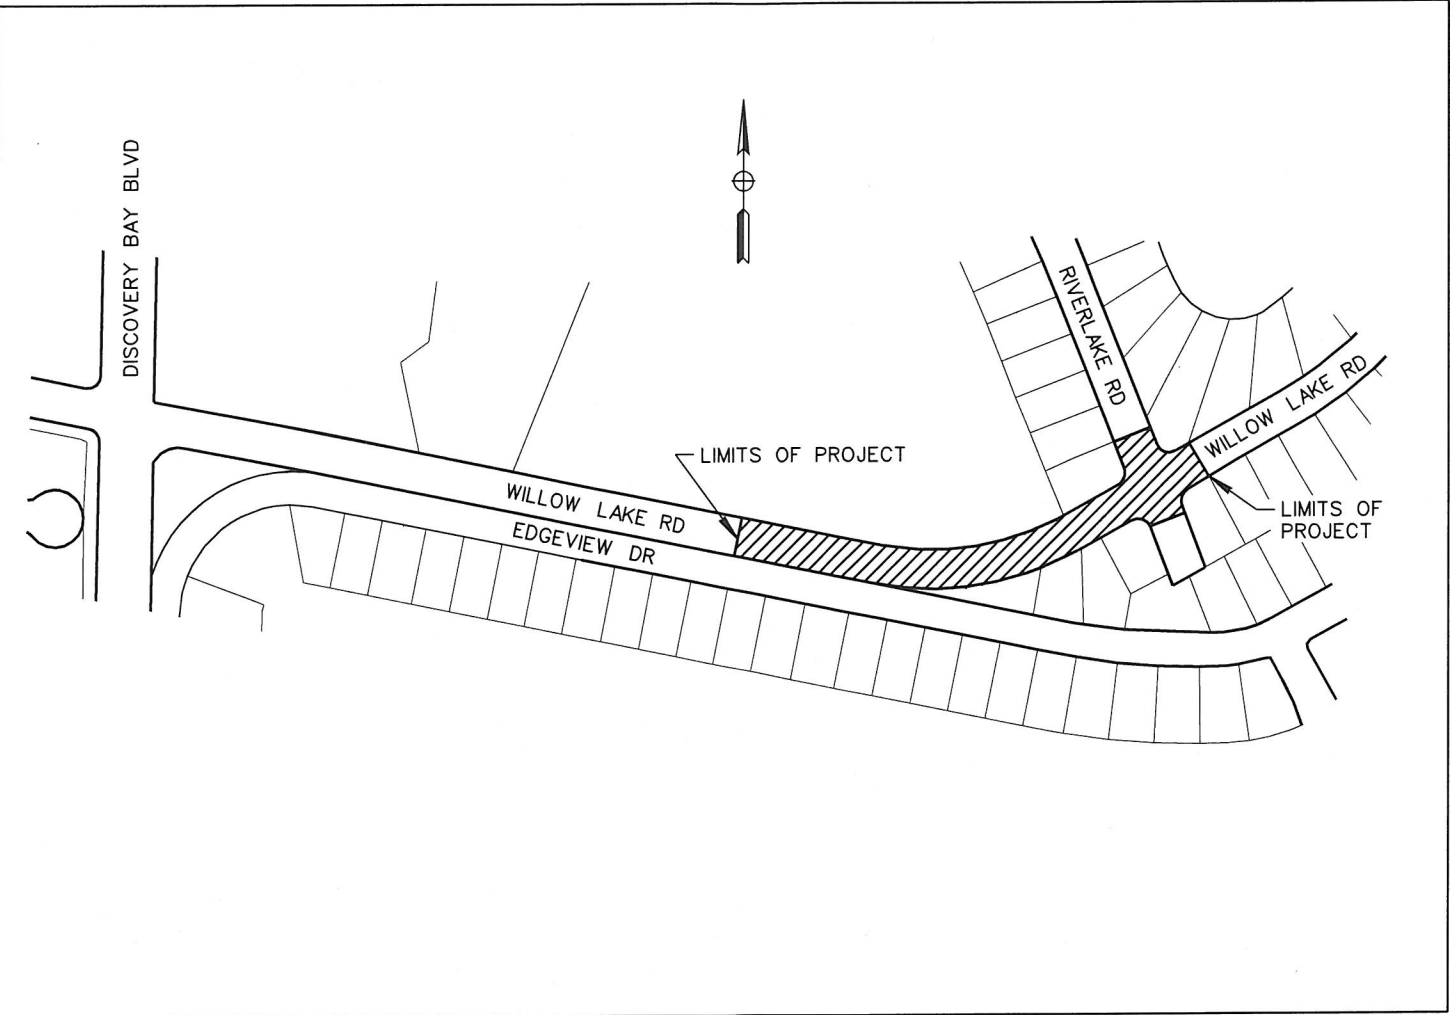 DISCOVERY BAY BLVD
RIVERLAKE RD
WILLOW LAKE RD
LIMITS OF PROJECT
WILLOW LAKE RD
EDGEVIEW DR
LIMITS OF
PROJECT